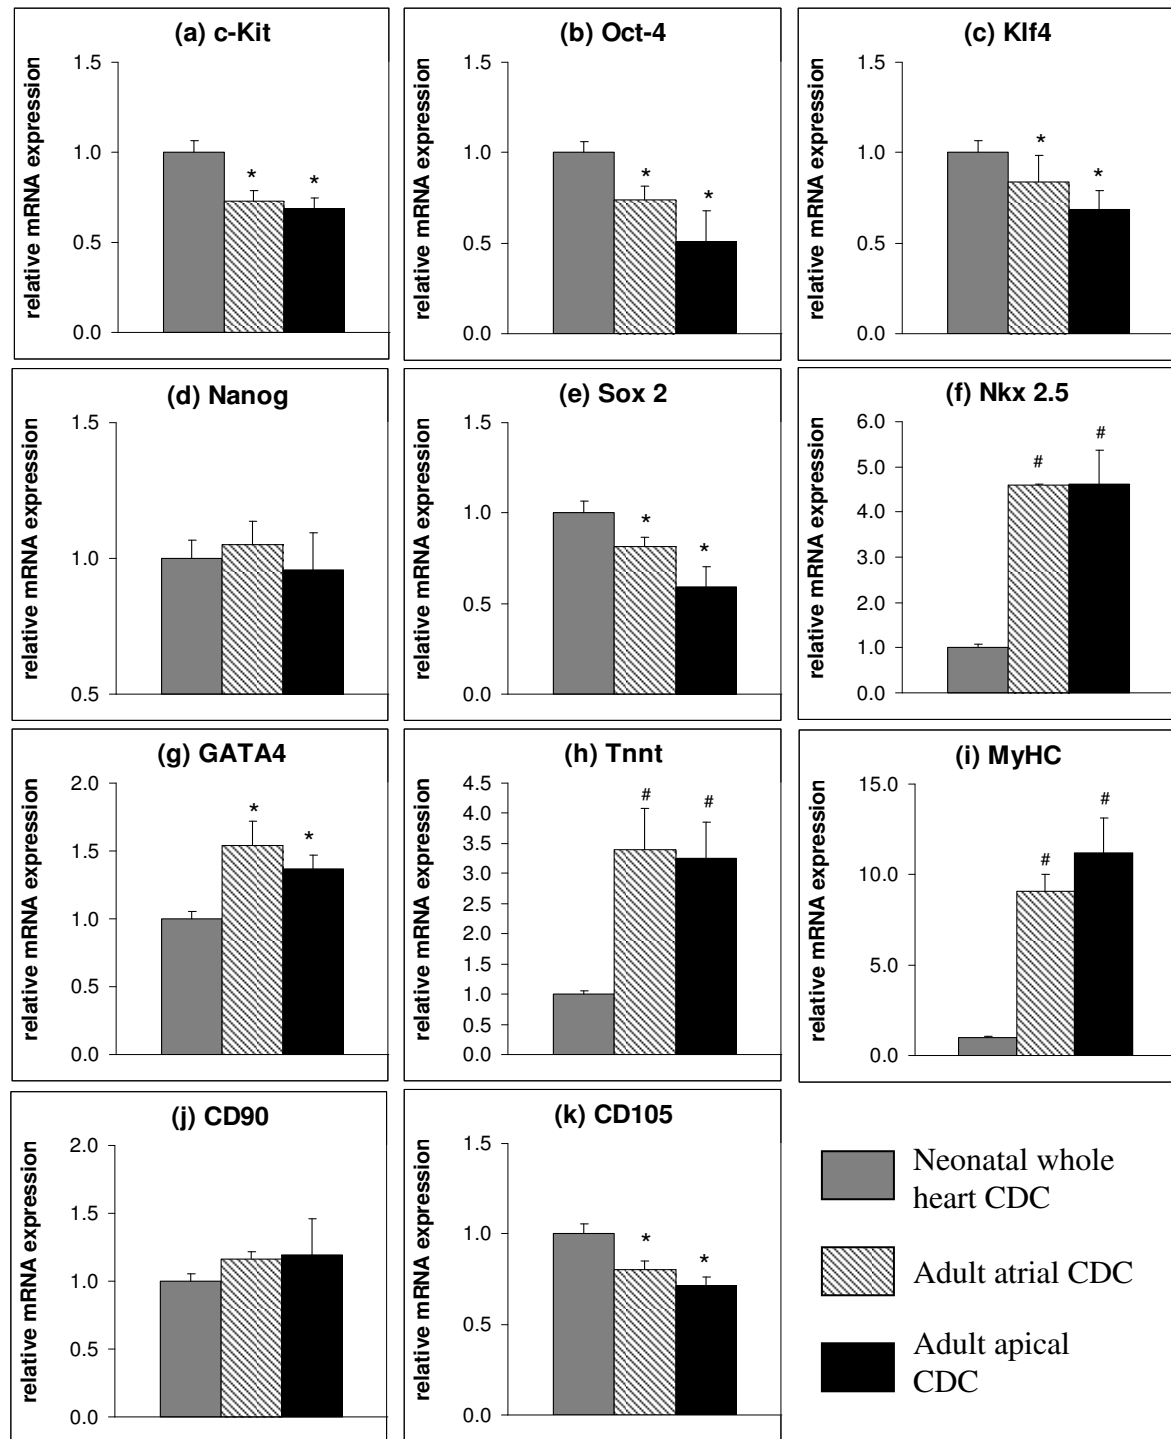 (a) c-Kit
relative mRNA expression
1.5
1.0
0.5
0.0
*
*
(b) Oct-4
relative mRNA expression
1.5
1.0
0.5
0.0
*
*
(c) Klf4
relative mRNA expression
1.5
1.0
0.5
0.0
*
*
(d) Nanog
relative mRNA expression
1.5
1.0
0.5
(e) Sox 2
relative mRNA expression
1.5
1.0
0.5
0.0
*
*
(f) Nkx 2.5
relative mRNA expression
6.0
5.0
4.0
3.0
2.0
1.0
0.0
#
#
(g) GATA4
relative mRNA expression
2.0
1.5
1.0
0.5
0.0
*
*
(h) Tnnt
relative mRNA expression
4.5
4.0
3.5
3.0
2.5
2.0
1.5
1.0
0.5
0.0
#
#
(i) MyHC
relative mRNA expression
15.0
10.0
5.0
0.0
#
#
(j) CD90
relative mRNA expression
2.0
1.5
1.0
0.5
0.0
(k) CD105
relative mRNA expression
1.5
1.0
0.5
0.0
*
*
Neonatal whole
heart CDC
Adult atrial CDC
Adult apical
CDC